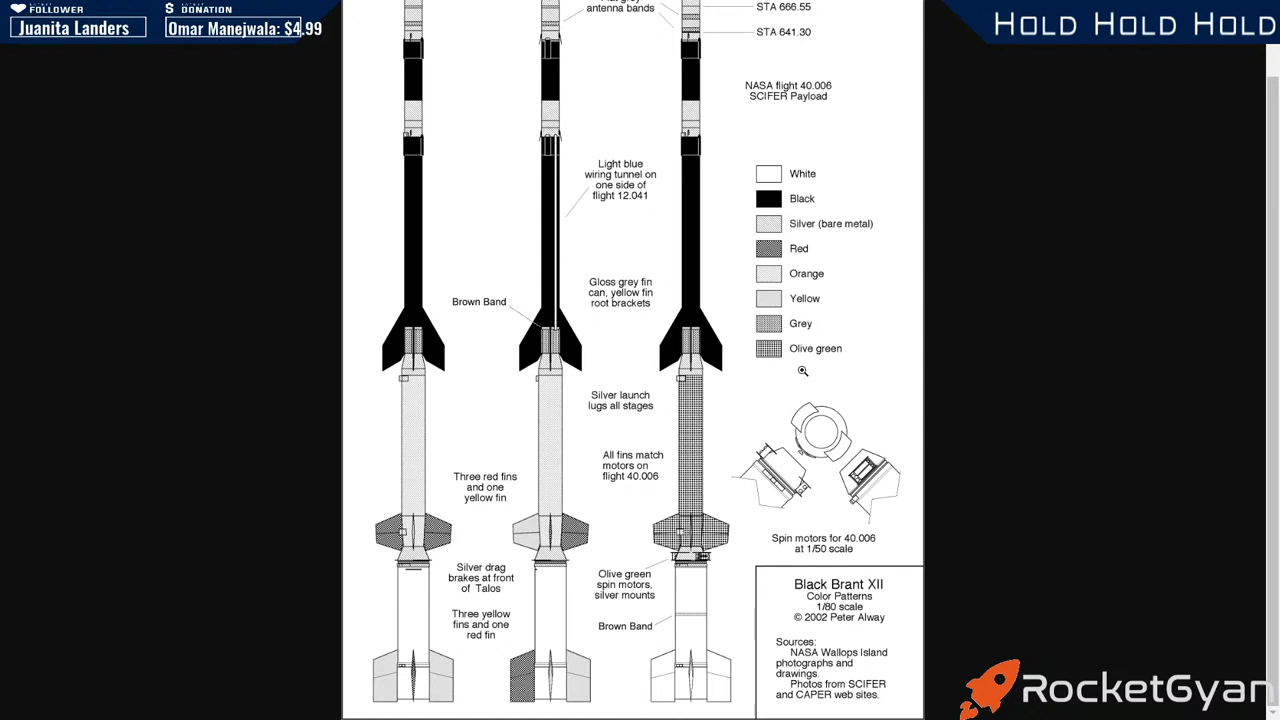 FOLLOWER
Juanita Landers
$ DONATION
Omar Manejwala: $4.99
HOLD HOLD HOLD
antenna bands
STA 666.55
STA 641.30
NASA flight 40.006
SCIFER Payload
Light blue
wiring tunnel on
one side of
flight 12.041
White
Black
Silver (bare metal)
Red
Orange
Yellow
Grey
Olive green
Gloss grey fin
can, yellow fin
root brackets
Brown Band
Silver launch
lugs all stages
All fins match
motors on
flight 40.006
Three red fins
and one
yellow fin
Spin motors for 40.006
at 1/50 scale
Silver drag
brakes at front
of Talos
Olive green
spin motors,
silver mounts
Three yellow
fins and one
red fin
Brown Band
Black Brant XII
Color Patterns
1/80 scale
© 2002 Peter Alway
Sources:
NASA Wallops Island
photographs and
drawings.
Photos from SCIFER
and CAPER web sites.
RocketGyan